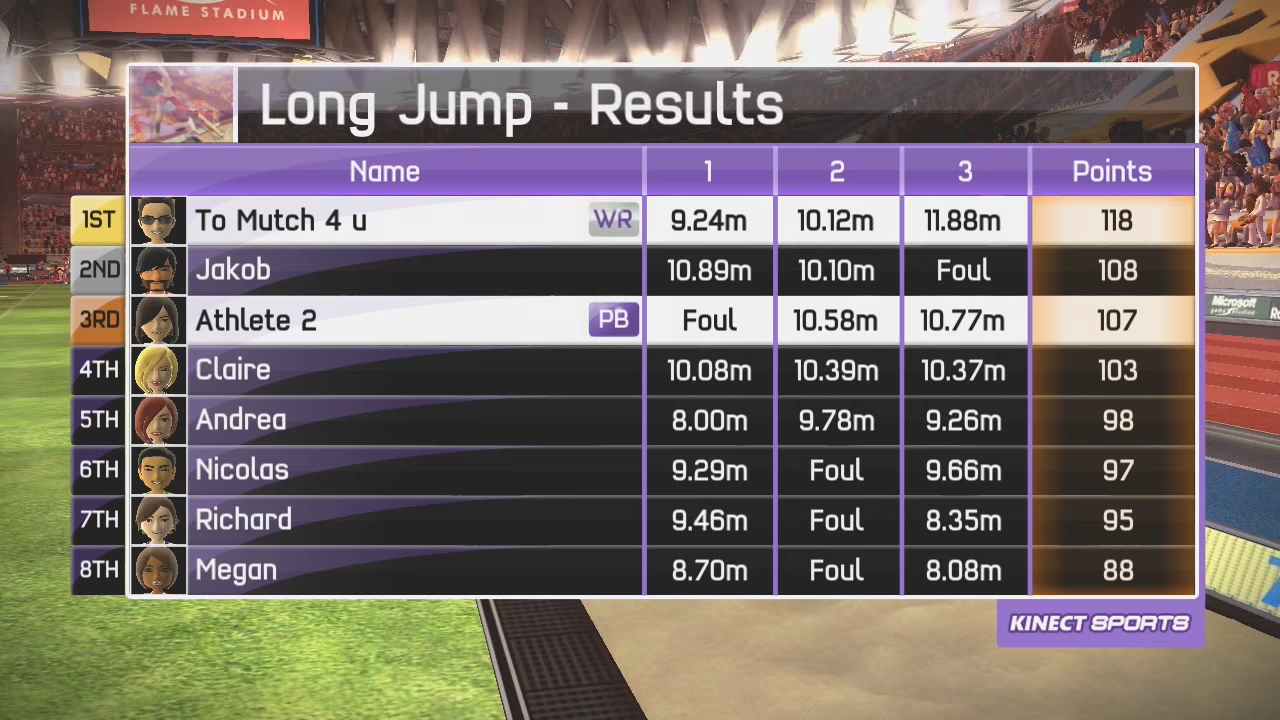 FLAME STADIUM
Long Jump - Results
Name 1 2 3 Points
1ST To Mutch 4 u WR 9.24m 10.12m 11.88m 118
2ND Jakob 10.89m 10.10m Foul 108
3RD Athlete 2 PB Foul 10.58m 10.77m 107
4TH Claire 10.08m 10.39m 10.37m 103
5TH Andrea 8.00m 9.78m 9.26m 98
6TH Nicolas 9.29m Foul 9.66m 97
7TH Richard 9.46m Foul 8.35m 95
8TH Megan 8.70m Foul 8.08m 88
Microsoft
KINECT SPORTS